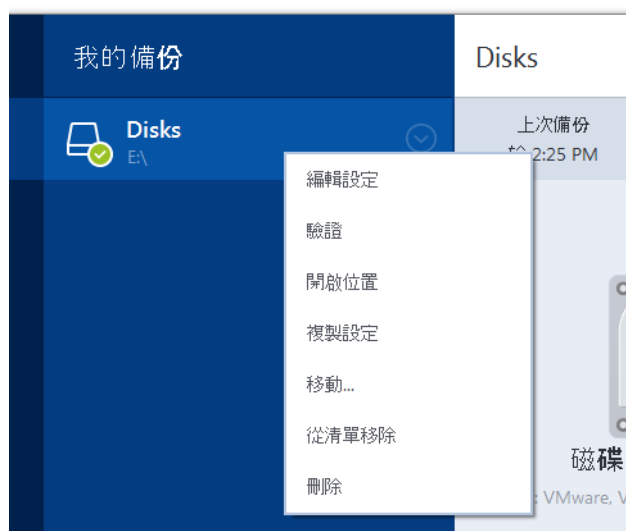 我的備份
Disks
Disks
E:\
上次備份
2:25 PM
編輯設定
驗證
開啟位置
複製設定
移動...
從清單移除
刪除
磁碟
: VMware, V